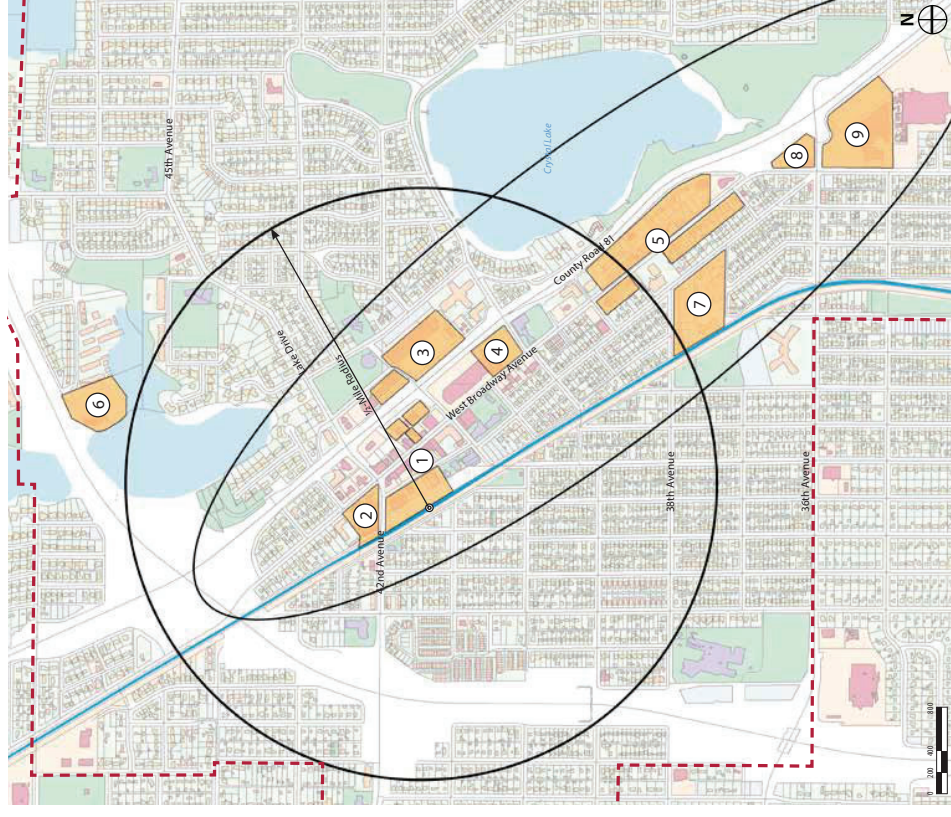 N
45th Avenue
Crystal Lake
9
8
6
County Road 81
5
Lake Drive
½-Mile Radius
7
3
4
West Broadway Avenue
1
2
42nd Avenue
38th Avenue
36th Avenue
0 200 400 800